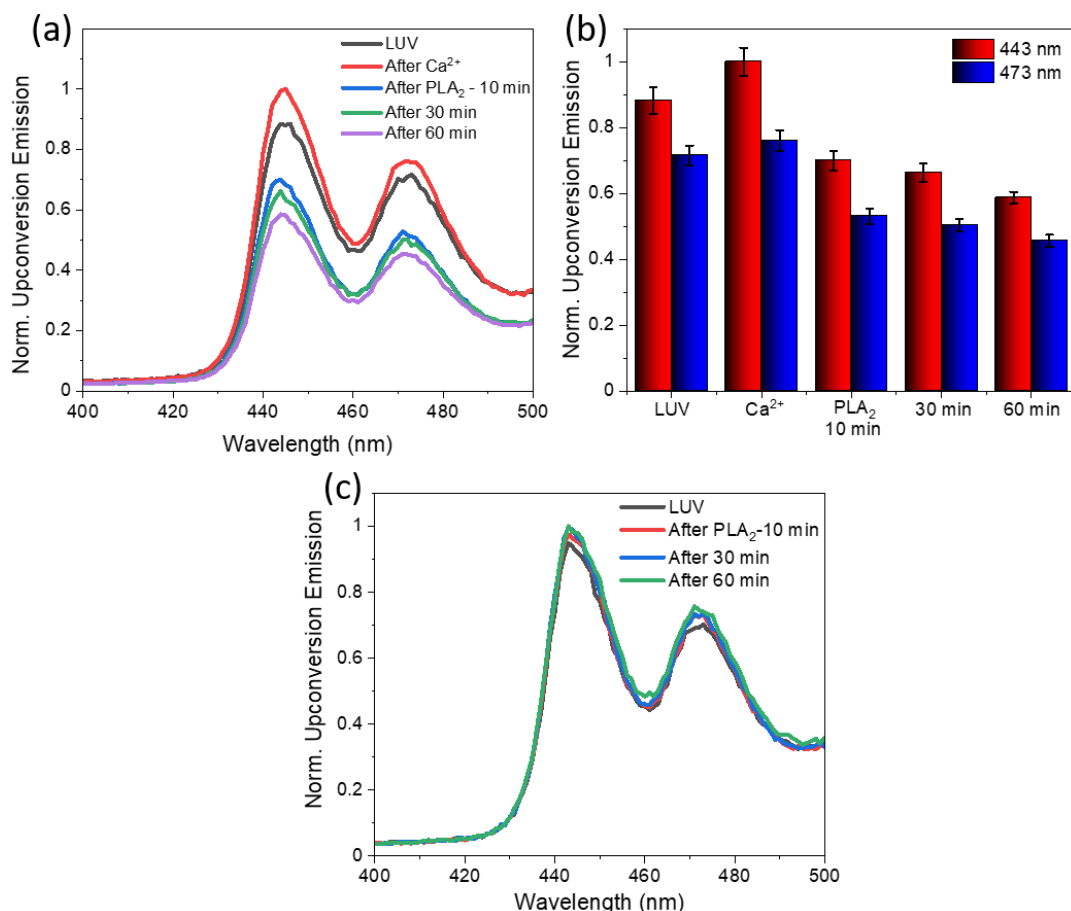 (a)
LUV
After Ca²⁺
After PLA₂ - 10 min
After 30 min
After 60 min
Norm. Upconversion Emission
1
0.8
0.6
0.4
0.2
0
400
420
440
460
480
500
Wavelength (nm)
(b)
443 nm
473 nm
Norm. Upconversion Emission
1
0.8
0.6
0.4
0.2
0
LUV
Ca²⁺
PLA₂
10 min
30 min
60 min
(c)
LUV
After PLA₂-10 min
After 30 min
After 60 min
Norm. Upconversion Emission
1
0.8
0.6
0.4
0.2
0
400
420
440
460
480
500
Wavelength (nm)